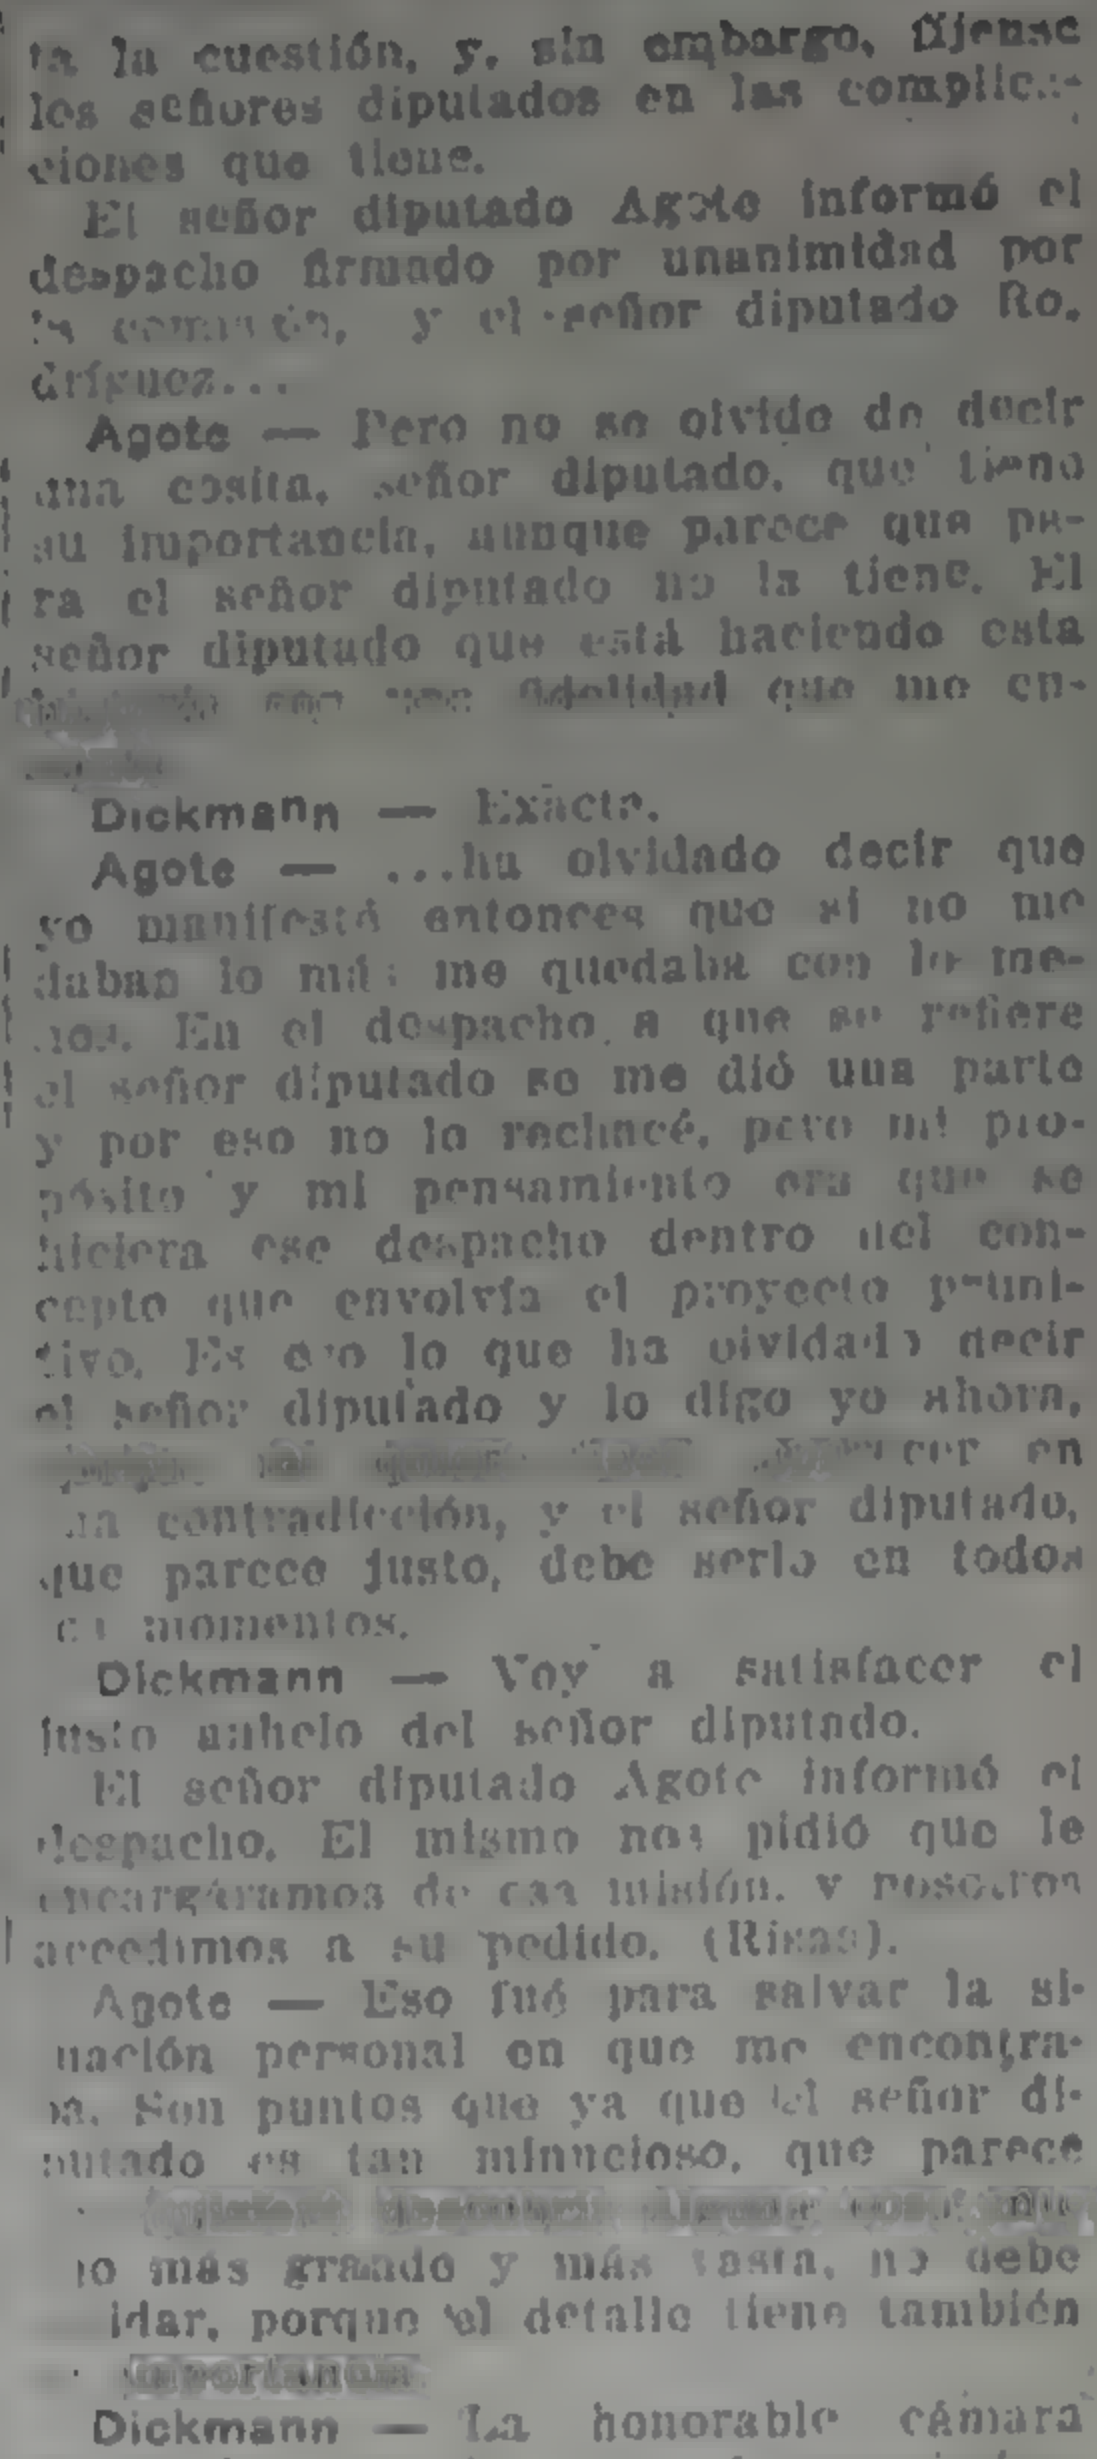 ta la cuestión, y, sin embargo, fíjense
los señores diputados en las complica-
ciones que tiene.
El señor diputado Agote informó el
despacho firmado por unanimidad por
la comisión, y el señor diputado Ro.
dríguez...
Agote — Pero no se olvide de decir
una cosita, señor diputado, que tiene
su importancia, aunque parece que pa-
ra el señor diputado no la tiene. El
señor diputado que está haciendo esta
con una fidelidad que me en-
Dickmann — Exacta.
Agote — ...ha olvidado decir que
yo manifesté entonces que si no me
daban lo más me quedaba con lo me-
nos. En el despacho a que se refiere
el señor diputado se me dió una parte
y por eso no lo rechacé, pero mi pro-
pósito y mi pensamiento era que se
hiciera ese despacho dentro del con-
cepto que envolvía el proyecto primi-
tivo. Es eso lo que ha olvidado decir
el señor diputado y lo digo yo ahora,
en
una contradicción, y el señor diputado,
que parece justo, debe serlo en todos
momentos.
Dickmann — Voy a satisfacer el
justo anhelo del señor diputado.
El señor diputado Agote informó el
despacho. El mismo nos pidió que le
encargáramos de esa misión, y nosotros
accedimos a su pedido. (Risas).
Agote — Eso fué para salvar la si-
tuación personal en que me encontra-
ba. Son puntos que ya que el señor di-
putado es tan minucioso, que parece
no más grande y más vasta, no debe
idar, porque el detalle tiene también
importancia.
Dickmann — La honorable cámara